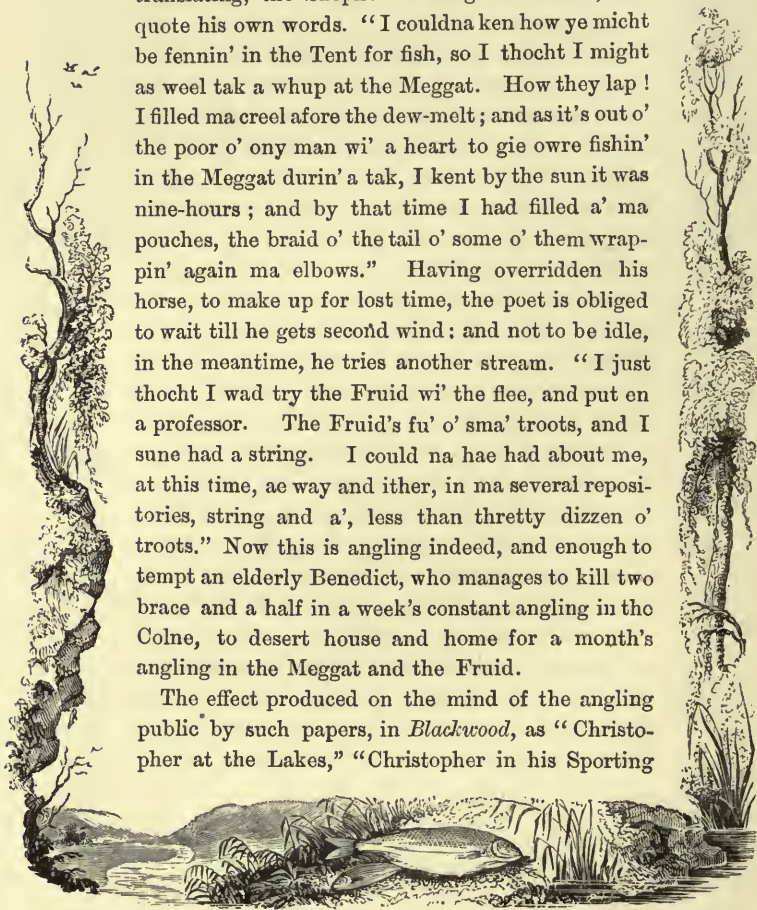 quote his own words. “I couldna ken how ye micht
be fennin’ in the Tent for fish, so I thocht I might
as weel tak a whup at the Meggat. How they lap !
I filled ma creel afore the dew-melt ; and as it’s out o’
the poor o’ ony man wi’ a heart to gie owre fishin’
in the Meggat durin’ a tak, I kent by the sun it was
nine-hours ; and by that time I had filled a’ ma
pouches, the braid o’ the tail o’ some o’ them wrap-
pin’ again ma elbows.” Having overridden his
horse, to make up for lost time, the poet is obliged
to wait till he gets second wind : and not to be idle,
in the meantime, he tries another stream. “I just
thocht I wad try the Fruid wi’ the flee, and put en
a professor. The Fruid’s fu’ o’ sma’ troots, and I
sune had a string. I could na hae had about me,
at this time, ae way and ither, in ma several reposi-
tories, string and a’, less than thretty dizzen o’
troots.” Now this is angling indeed, and enough to
tempt an elderly Benedict, who manages to kill two
brace and a half in a week’s constant angling in the
Colne, to desert house and home for a month’s
angling in the Meggat and the Fruid.
The effect produced on the mind of the angling
public by such papers, in Blackwood, as “Christo-
pher at the Lakes,” “Christopher in his Sporting